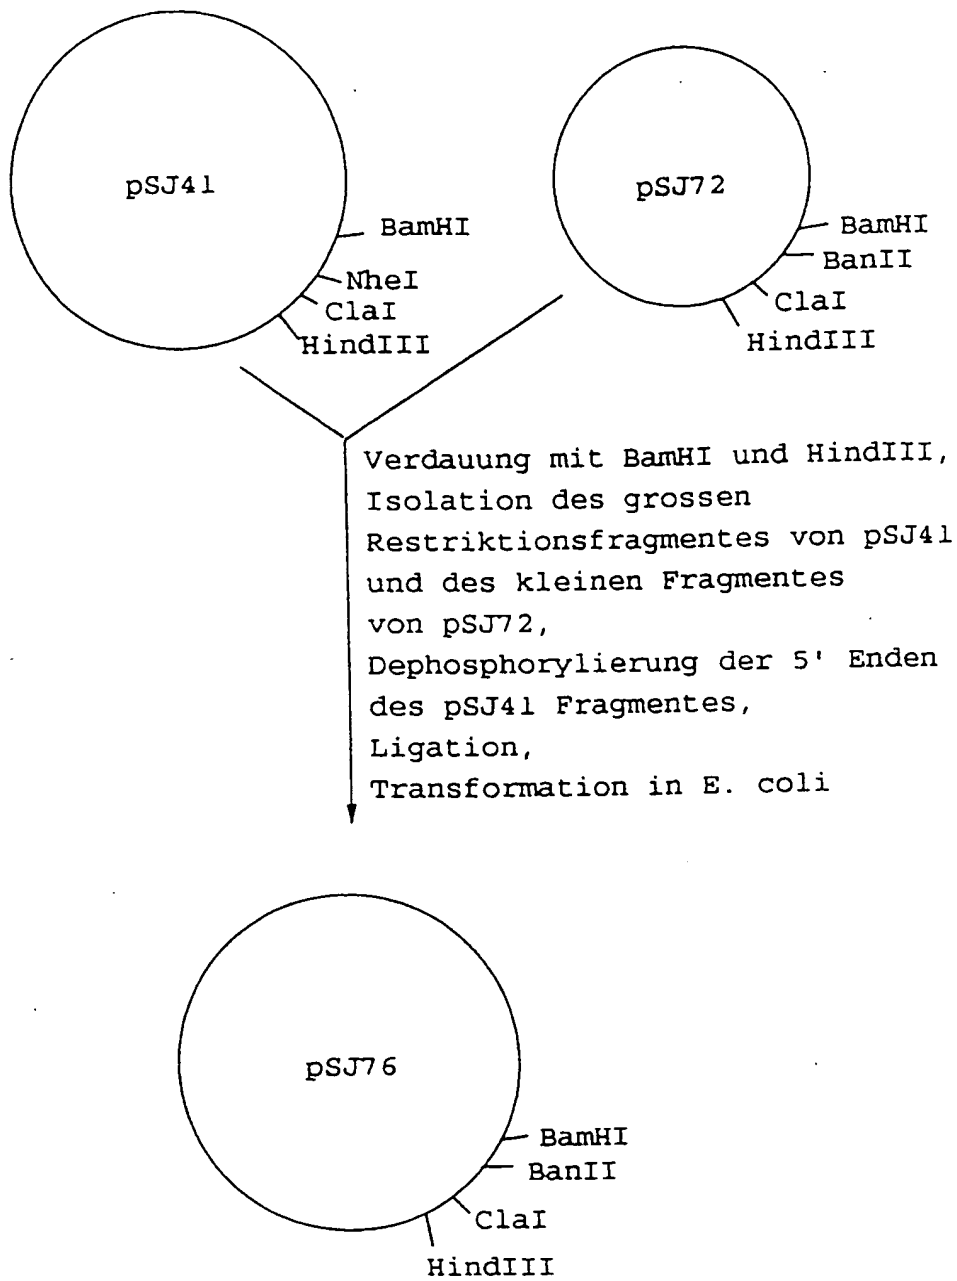 pSJ41
BamHI
NheI
ClaI
HindIII
pSJ72
BamHI
BanII
ClaI
HindIII
Verdauung mit BamHI und HindIII,
Isolation des grossen
Restriktionsfragmentes von pSJ41
und des kleinen Fragmentes
von pSJ72,
Dephosphorylierung der 5' Enden
des pSJ41 Fragmentes,
Ligation,
Transformation in E. coli
pSJ76
BamHI
BanII
ClaI
HindIII